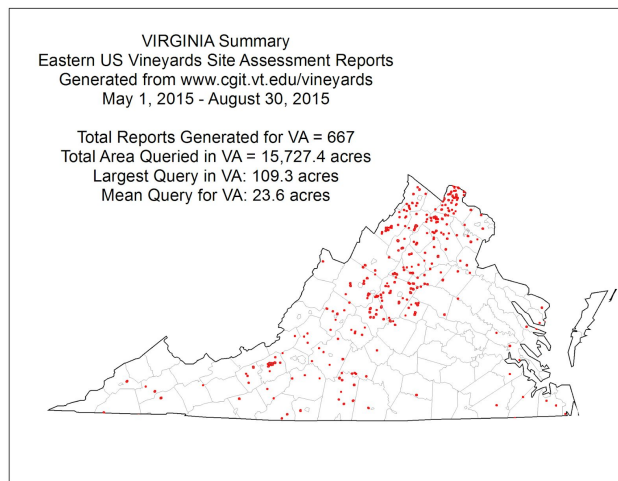 VIRGINIA Summary
Eastern US Vineyards Site Assessment Reports
Generated from www.cgit.vt.edu/vineyards
May 1, 2015 - August 30, 2015
Total Reports Generated for VA = 667
Total Area Queried in VA = 15,727.4 acres
Largest Query in VA: 109.3 acres
Mean Query for VA: 23.6 acres